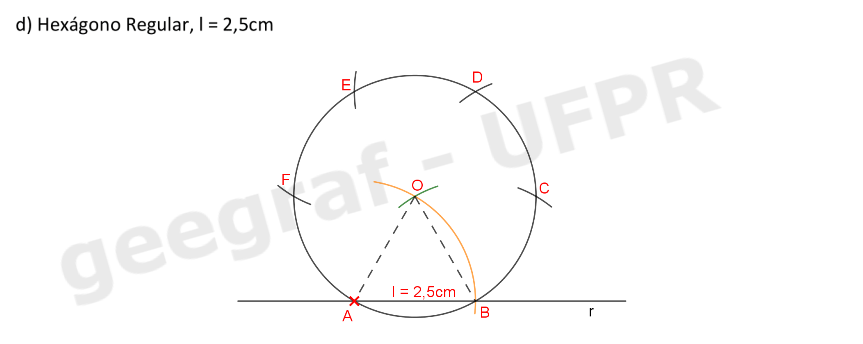 d) Hexágono Regular, l = 2,5cm
E
D
F
O
C
l = 2,5cm
A
B
r
geegraf - UFPR